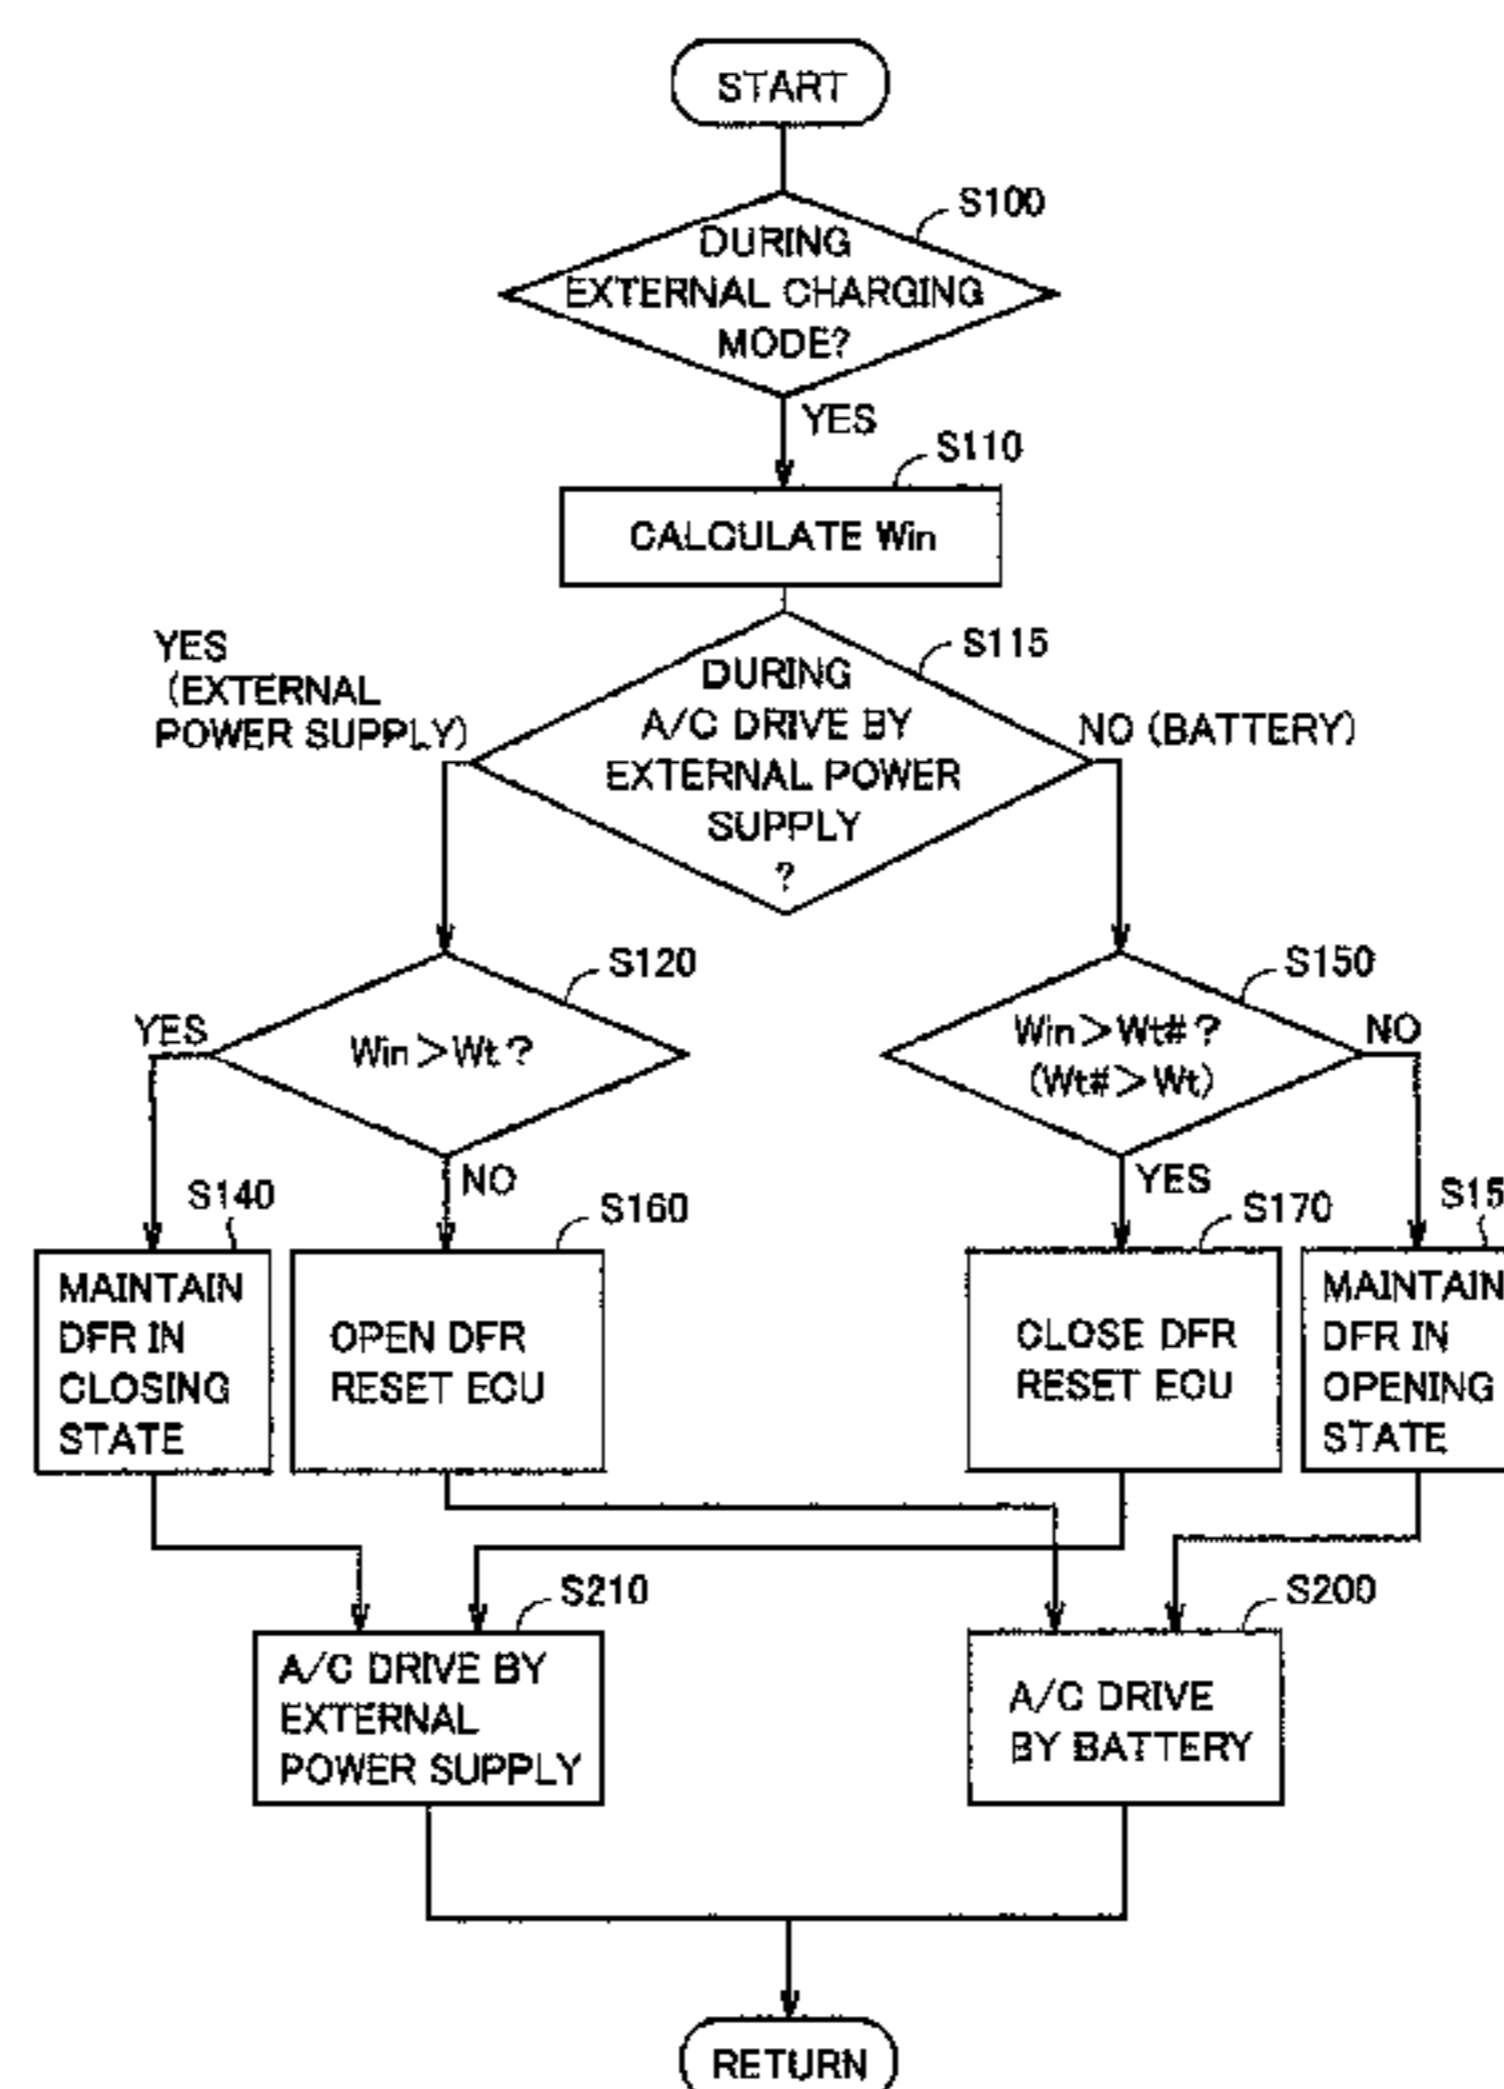 START
S100
DURING
EXTERNAL CHARGING
MODE?
YES
S110
CALCULATE Win
YES
(EXTERNAL
POWER SUPPLY)
S115
DURING
A/C DRIVE BY
EXTERNAL POWER
SUPPLY
?
NO (BATTERY)
S120
YES
Win>Wt?
NO
S150
Win>Wt#?
(Wt#>Wt)
NO
YES
S140
MAINTAIN
DFR IN
CLOSING
STATE
S160
OPEN DFR
RESET ECU
S170
CLOSE DFR
RESET ECU
MAINTAIN
DFR IN
OPENING
STATE
S210
A/C DRIVE BY
EXTERNAL
POWER SUPPLY
S200
A/C DRIVE
BY BATTERY
RETURN